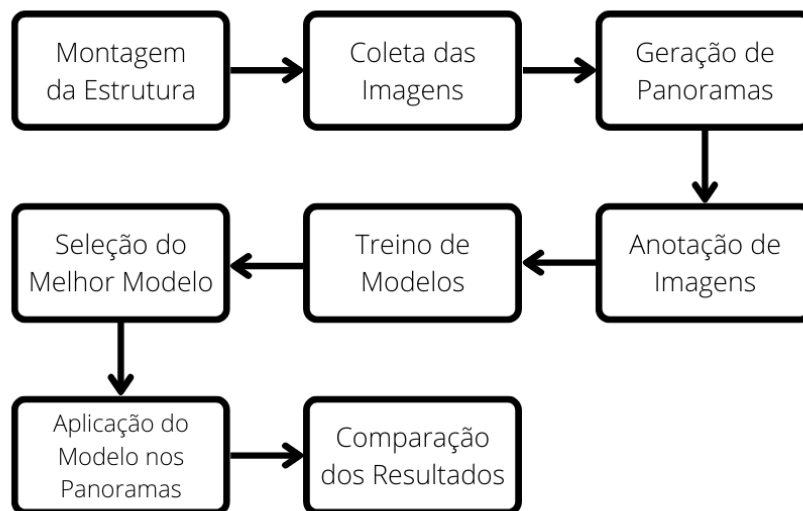 Montagem
da Estrutura
Coleta das
Imagens
Geração de
Panoramas
Anotação de
Imagens
Treino de
Modelos
Seleção do
Melhor Modelo
Aplicação do
Modelo nos
Panoramas
Comparação
dos Resultados